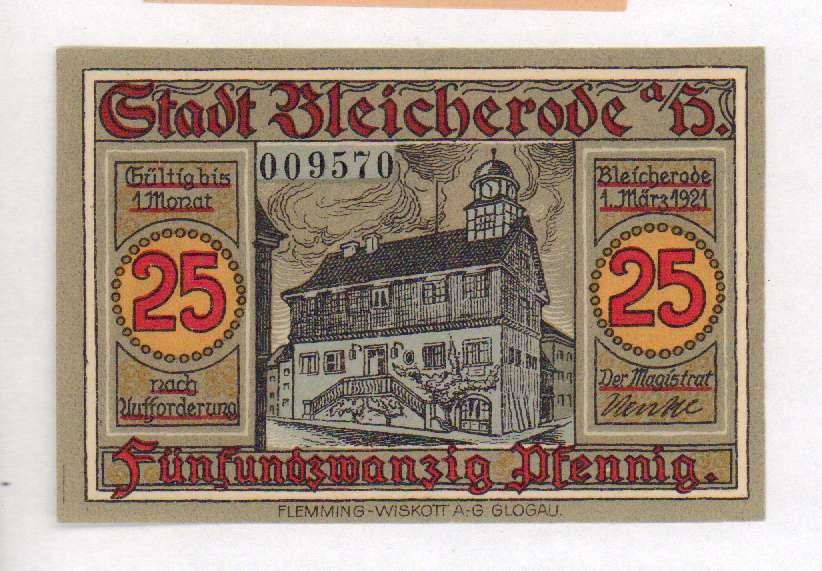 Stadt Bleicherode a/H.
009570
Gültig bis
1. Monat
25
nach
Aufforderung
Bleicherode
1. März 1921
25
Der Magistrat
Fünfundzwanzig Pfennig.
FLEMMING-WISKOTT A.-G. GLOGAU.